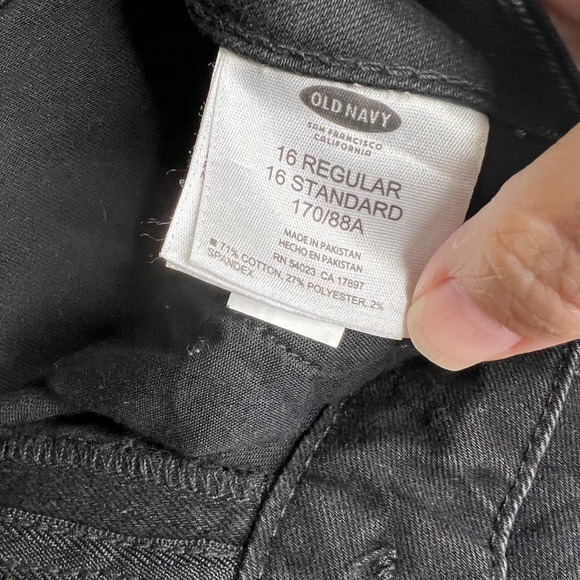 OLD NAVY
SAN FRANCISCO
CALIFORNIA
16 REGULAR
16 STANDARD
170/88A
MADE IN PAKISTAN
HECHO EN PAKISTAN
RN 54023 CA 17897
71% COTTON, 27% POLYESTER, 2%
SPANDEX